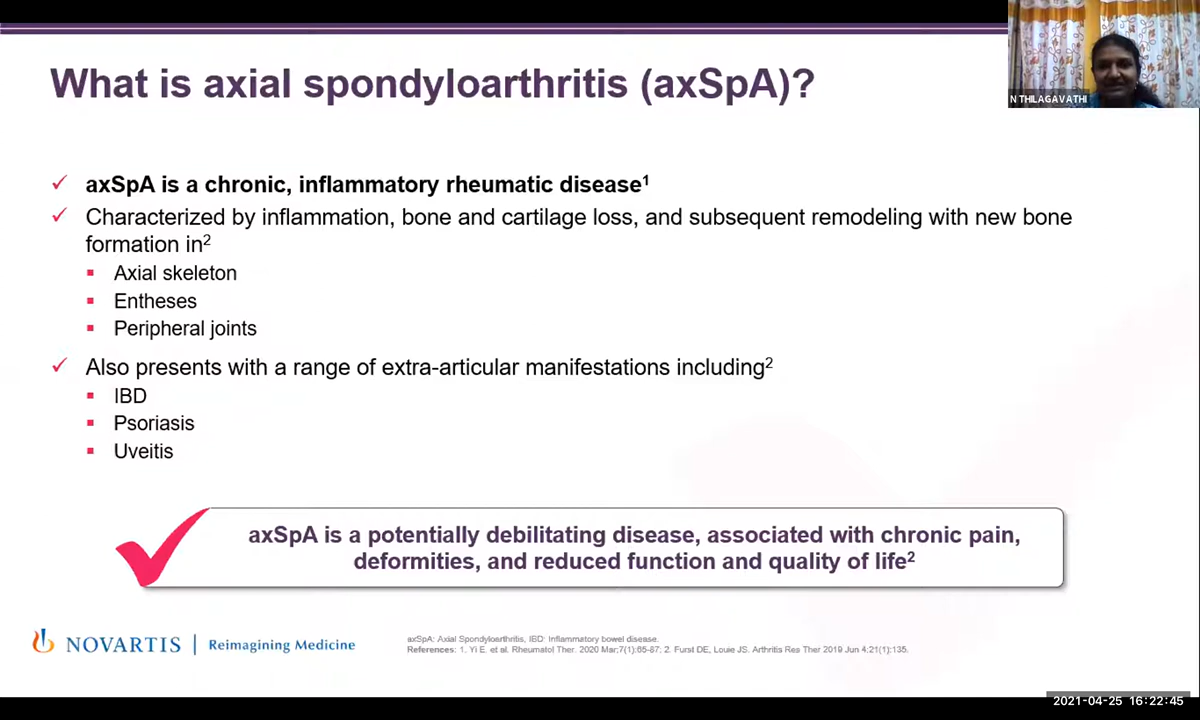 What is axial spondyloarthritis (axSpA)?
N THILAGAVATHI
✓ axSpA is a chronic, inflammatory rheumatic disease¹
✓ Characterized by inflammation, bone and cartilage loss, and subsequent remodeling with new bone
formation in²
▪ Axial skeleton
▪ Entheses
▪ Peripheral joints
✓ Also presents with a range of extra-articular manifestations including²
▪ IBD
▪ Psoriasis
▪ Uveitis
axSpA is a potentially debilitating disease, associated with chronic pain,
deformities, and reduced function and quality of life²
NOVARTIS | Reimagining Medicine
axSpA: Axial Spondyloarthritis, IBD: Inflammatory bowel disease.
References: 1. Yi E. et al. Rheumatol Ther. 2020 Mar;7(1):65-87; 2. Furst DE, Louie JS. Arthritis Res Ther 2019 Jun 4;21(1):135.
2021-04-25 16:22:45